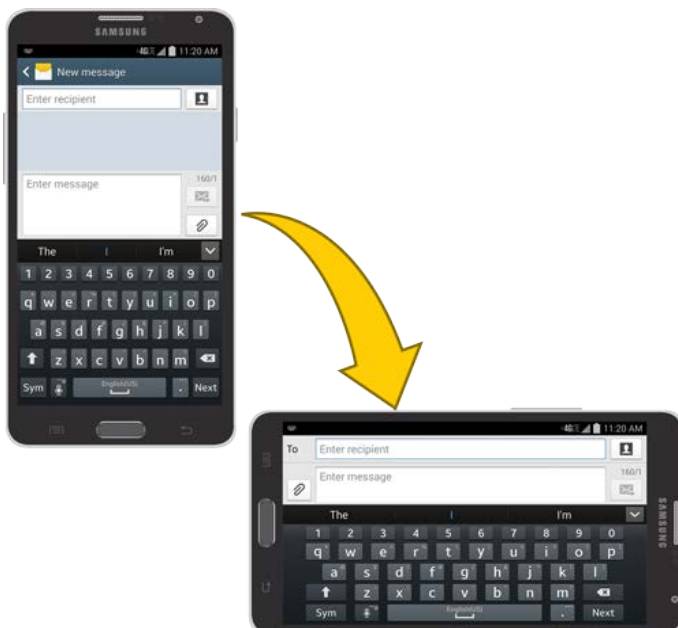 SAMSUNG
4G 11:20 AM
New message
Enter recipient
Enter message 160/1
The I I'm
1 2 3 4 5 6 7 8 9 0
q w e r t y u i o p
a s d f g h j k l
z x c v b n m
Sym English(US) . Next
4G 11:20 AM
To Enter recipient
Enter message 160/1
The I I'm
1 2 3 4 5 6 7 8 9 0
q w e r t y u i o p
a s d f g h j k l
z x c v b n m
Sym English(US) . Next
SAMSUNG